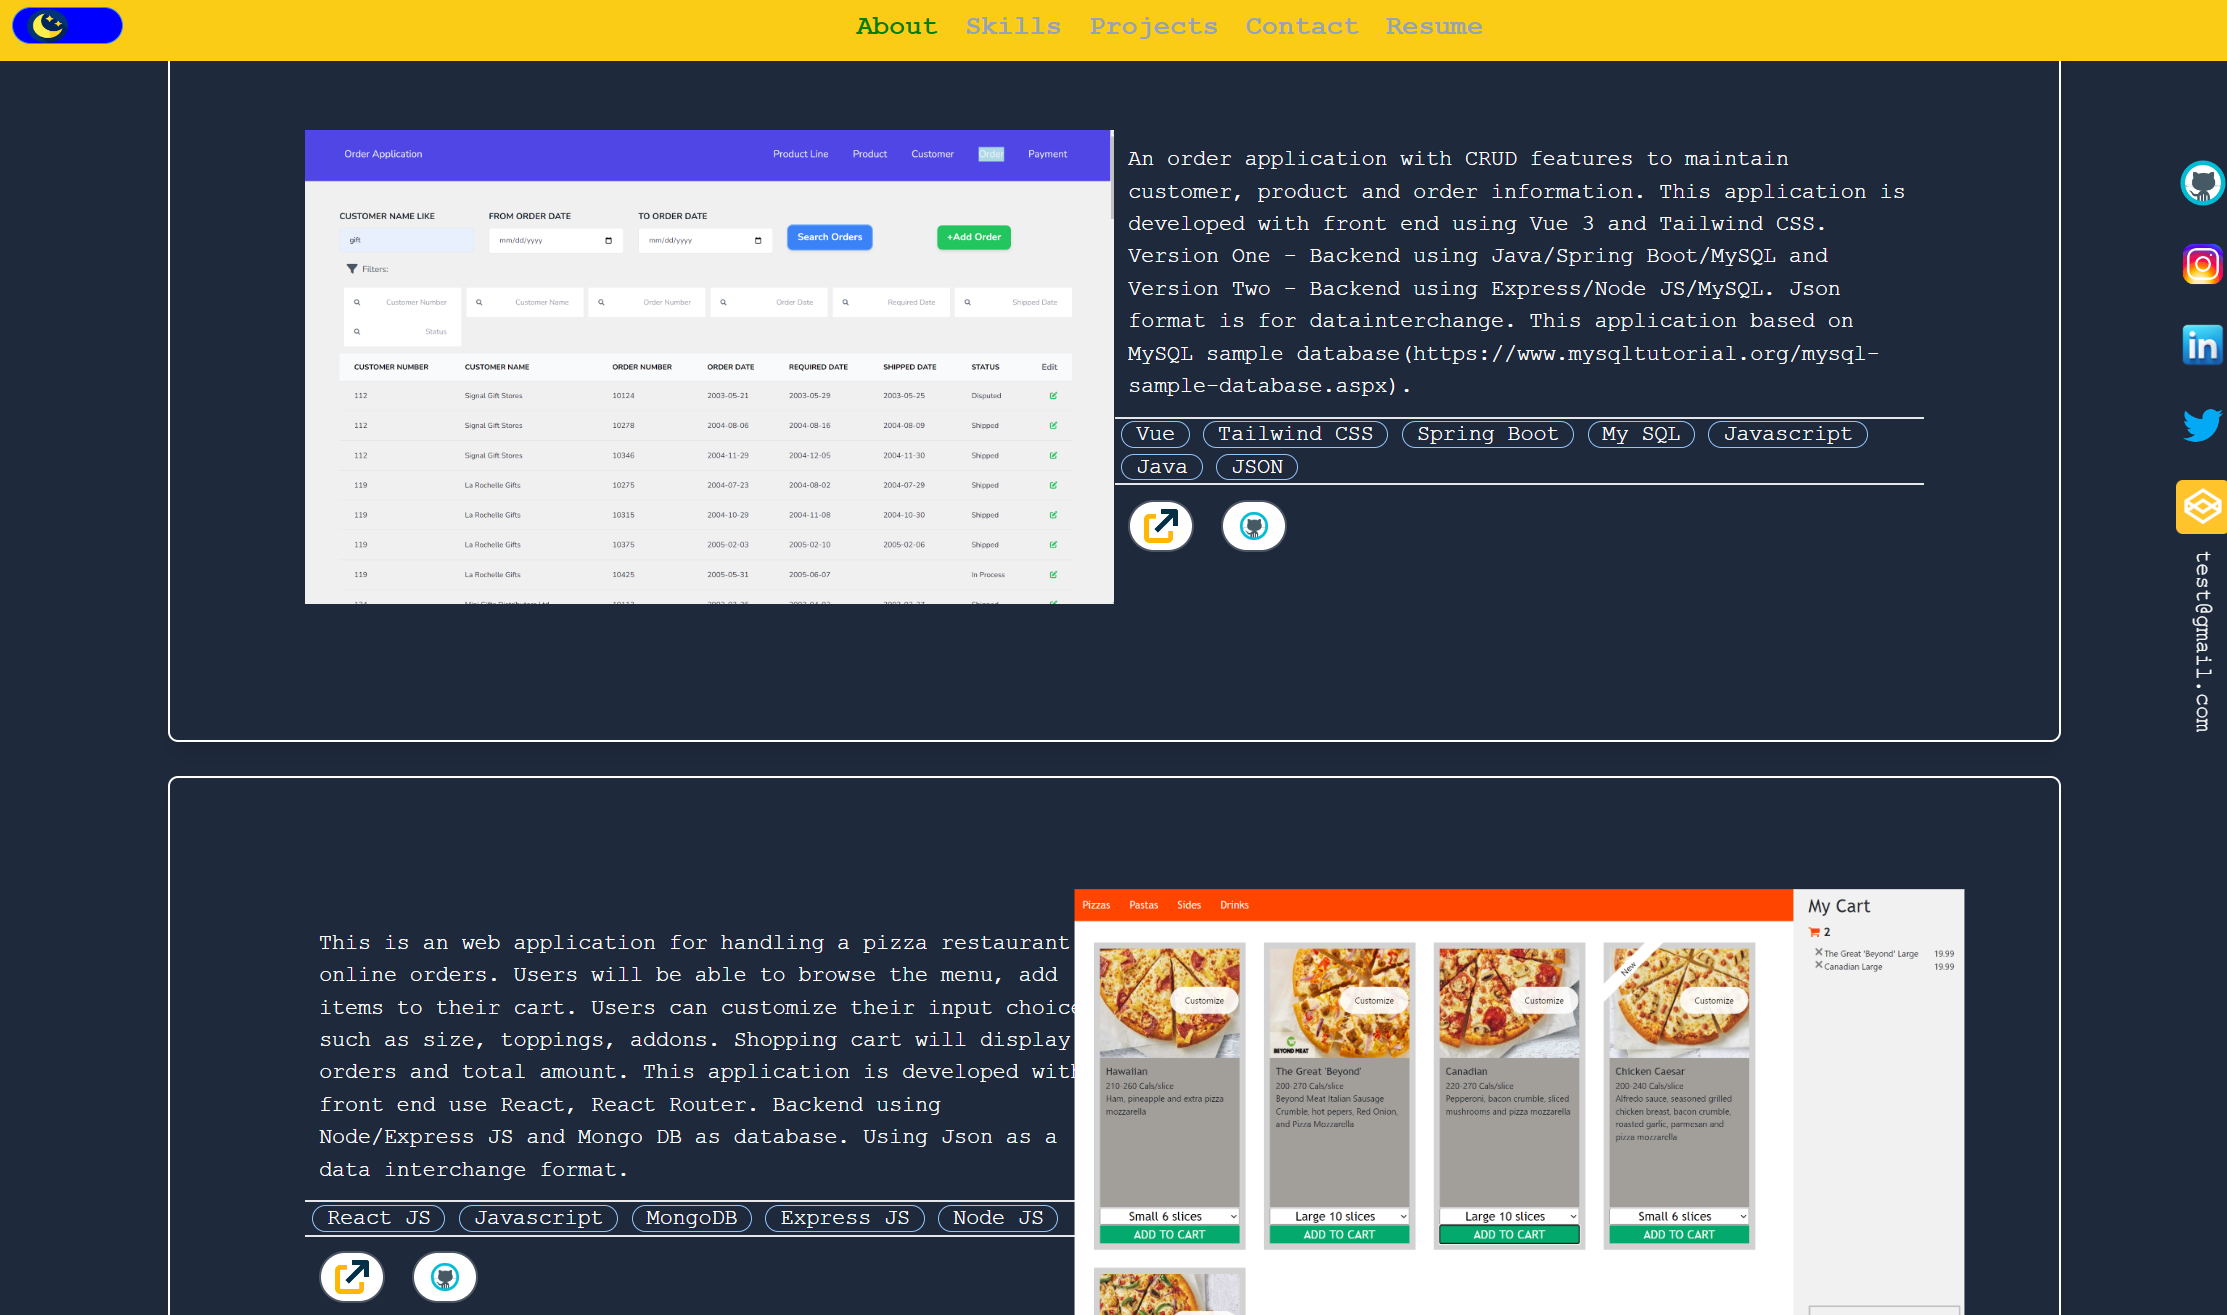 About Skills Projects Contact Resume
Order Application Product Line Product Customer Order Payment
CUSTOMER NAME LIKE FROM ORDER DATE TO ORDER DATE
gift mm/dd/yyyy mm/dd/yyyy Search Orders +Add Order
Filters:
Customer Number Customer Name Order Number Order Date Required Date Shipped Date
Status
CUSTOMER NUMBER CUSTOMER NAME ORDER NUMBER ORDER DATE REQUIRED DATE SHIPPED DATE STATUS Edit
112 Signal Gift Stores 10124 2003-05-21 2003-05-29 2003-05-25 Disputed
112 Signal Gift Stores 10278 2004-08-06 2004-08-16 2004-08-09 Shipped
112 Signal Gift Stores 10346 2004-11-29 2004-12-05 2004-11-30 Shipped
119 La Rochelle Gifts 10275 2004-07-23 2004-08-02 2004-07-29 Shipped
119 La Rochelle Gifts 10315 2004-10-29 2004-11-08 2004-10-30 Shipped
119 La Rochelle Gifts 10375 2005-02-03 2005-02-10 2005-02-06 Shipped
119 La Rochelle Gifts 10425 2005-05-31 2005-06-07 In Process
An order application with CRUD features to maintain
customer, product and order information. This application is
developed with front end using Vue 3 and Tailwind CSS.
Version One - Backend using Java/Spring Boot/MySQL and
Version Two - Backend using Express/Node JS/MySQL. Json
format is for datainterchange. This application based on
MySQL sample database(https://www.mysqltutorial.org/mysql-
sample-database.aspx).
Vue Tailwind CSS Spring Boot My SQL Javascript
Java JSON
in
test@gmail.com
This is an web application for handling a pizza restaurant
online orders. Users will be able to browse the menu, add
items to their cart. Users can customize their input choice
such as size, toppings, addons. Shopping cart will display
orders and total amount. This application is developed with
front end use React, React Router. Backend using
Node/Express JS and Mongo DB as database. Using Json as a
data interchange format.
React JS Javascript MongoDB Express JS Node JS
Pizzas Pastas Sides Drinks
Customize Customize Customize New Customize
BEYOND MEAT
Hawaiian
210-260 Cals/slice
Ham, pineapple and extra pizza
mozzarella
Small 6 slices
ADD TO CART
The Great 'Beyond'
200-270 Cals/slice
Beyond Meat Italian Sausage
Crumble, hot pepers, Red Onion,
and Pizza Mozzarella
Large 10 slices
ADD TO CART
Canadian
220-270 Cals/slice
Pepperoni, bacon crumble, sliced
mushrooms and pizza mozzarella
Large 10 slices
ADD TO CART
Chicken Caesar
200-240 Cals/slice
Alfredo sauce, seasoned grilled
chicken breast, bacon crumble,
roasted garlic, parmesan and
pizza mozzarella
Small 6 slices
ADD TO CART
My Cart
2
The Great 'Beyond' Large 19.99
Canadian Large 19.99